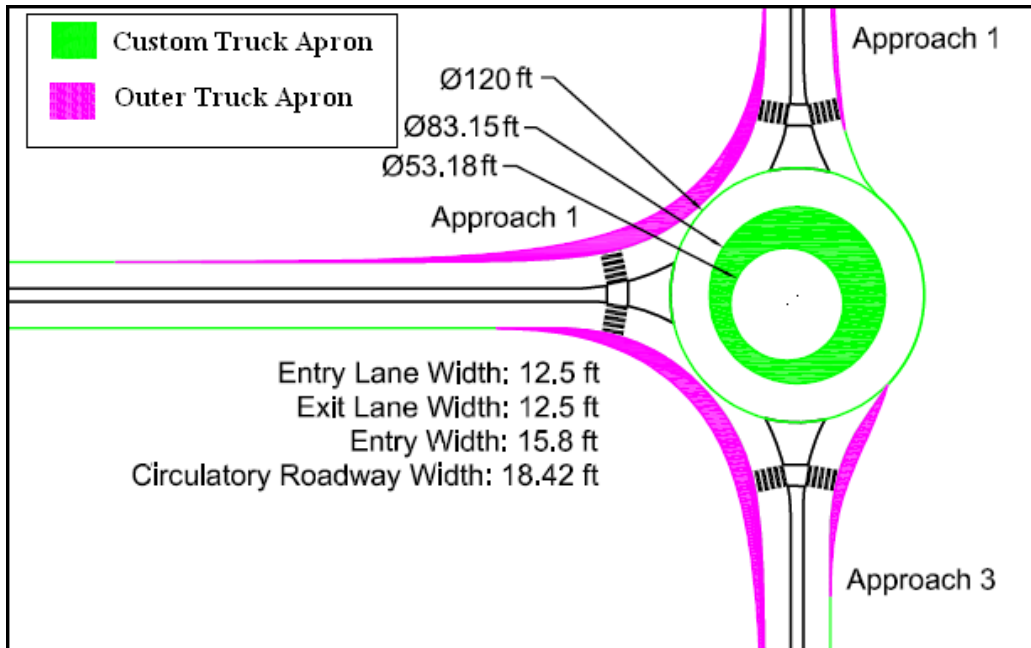 Custom Truck Apron
Outer Truck Apron
Approach 1
Ø120 ft
Ø83.15 ft
Ø53.18 ft
Approach 1
Entry Lane Width: 12.5 ft
Exit Lane Width: 12.5 ft
Entry Width: 15.8 ft
Circulatory Roadway Width: 18.42 ft
Approach 3